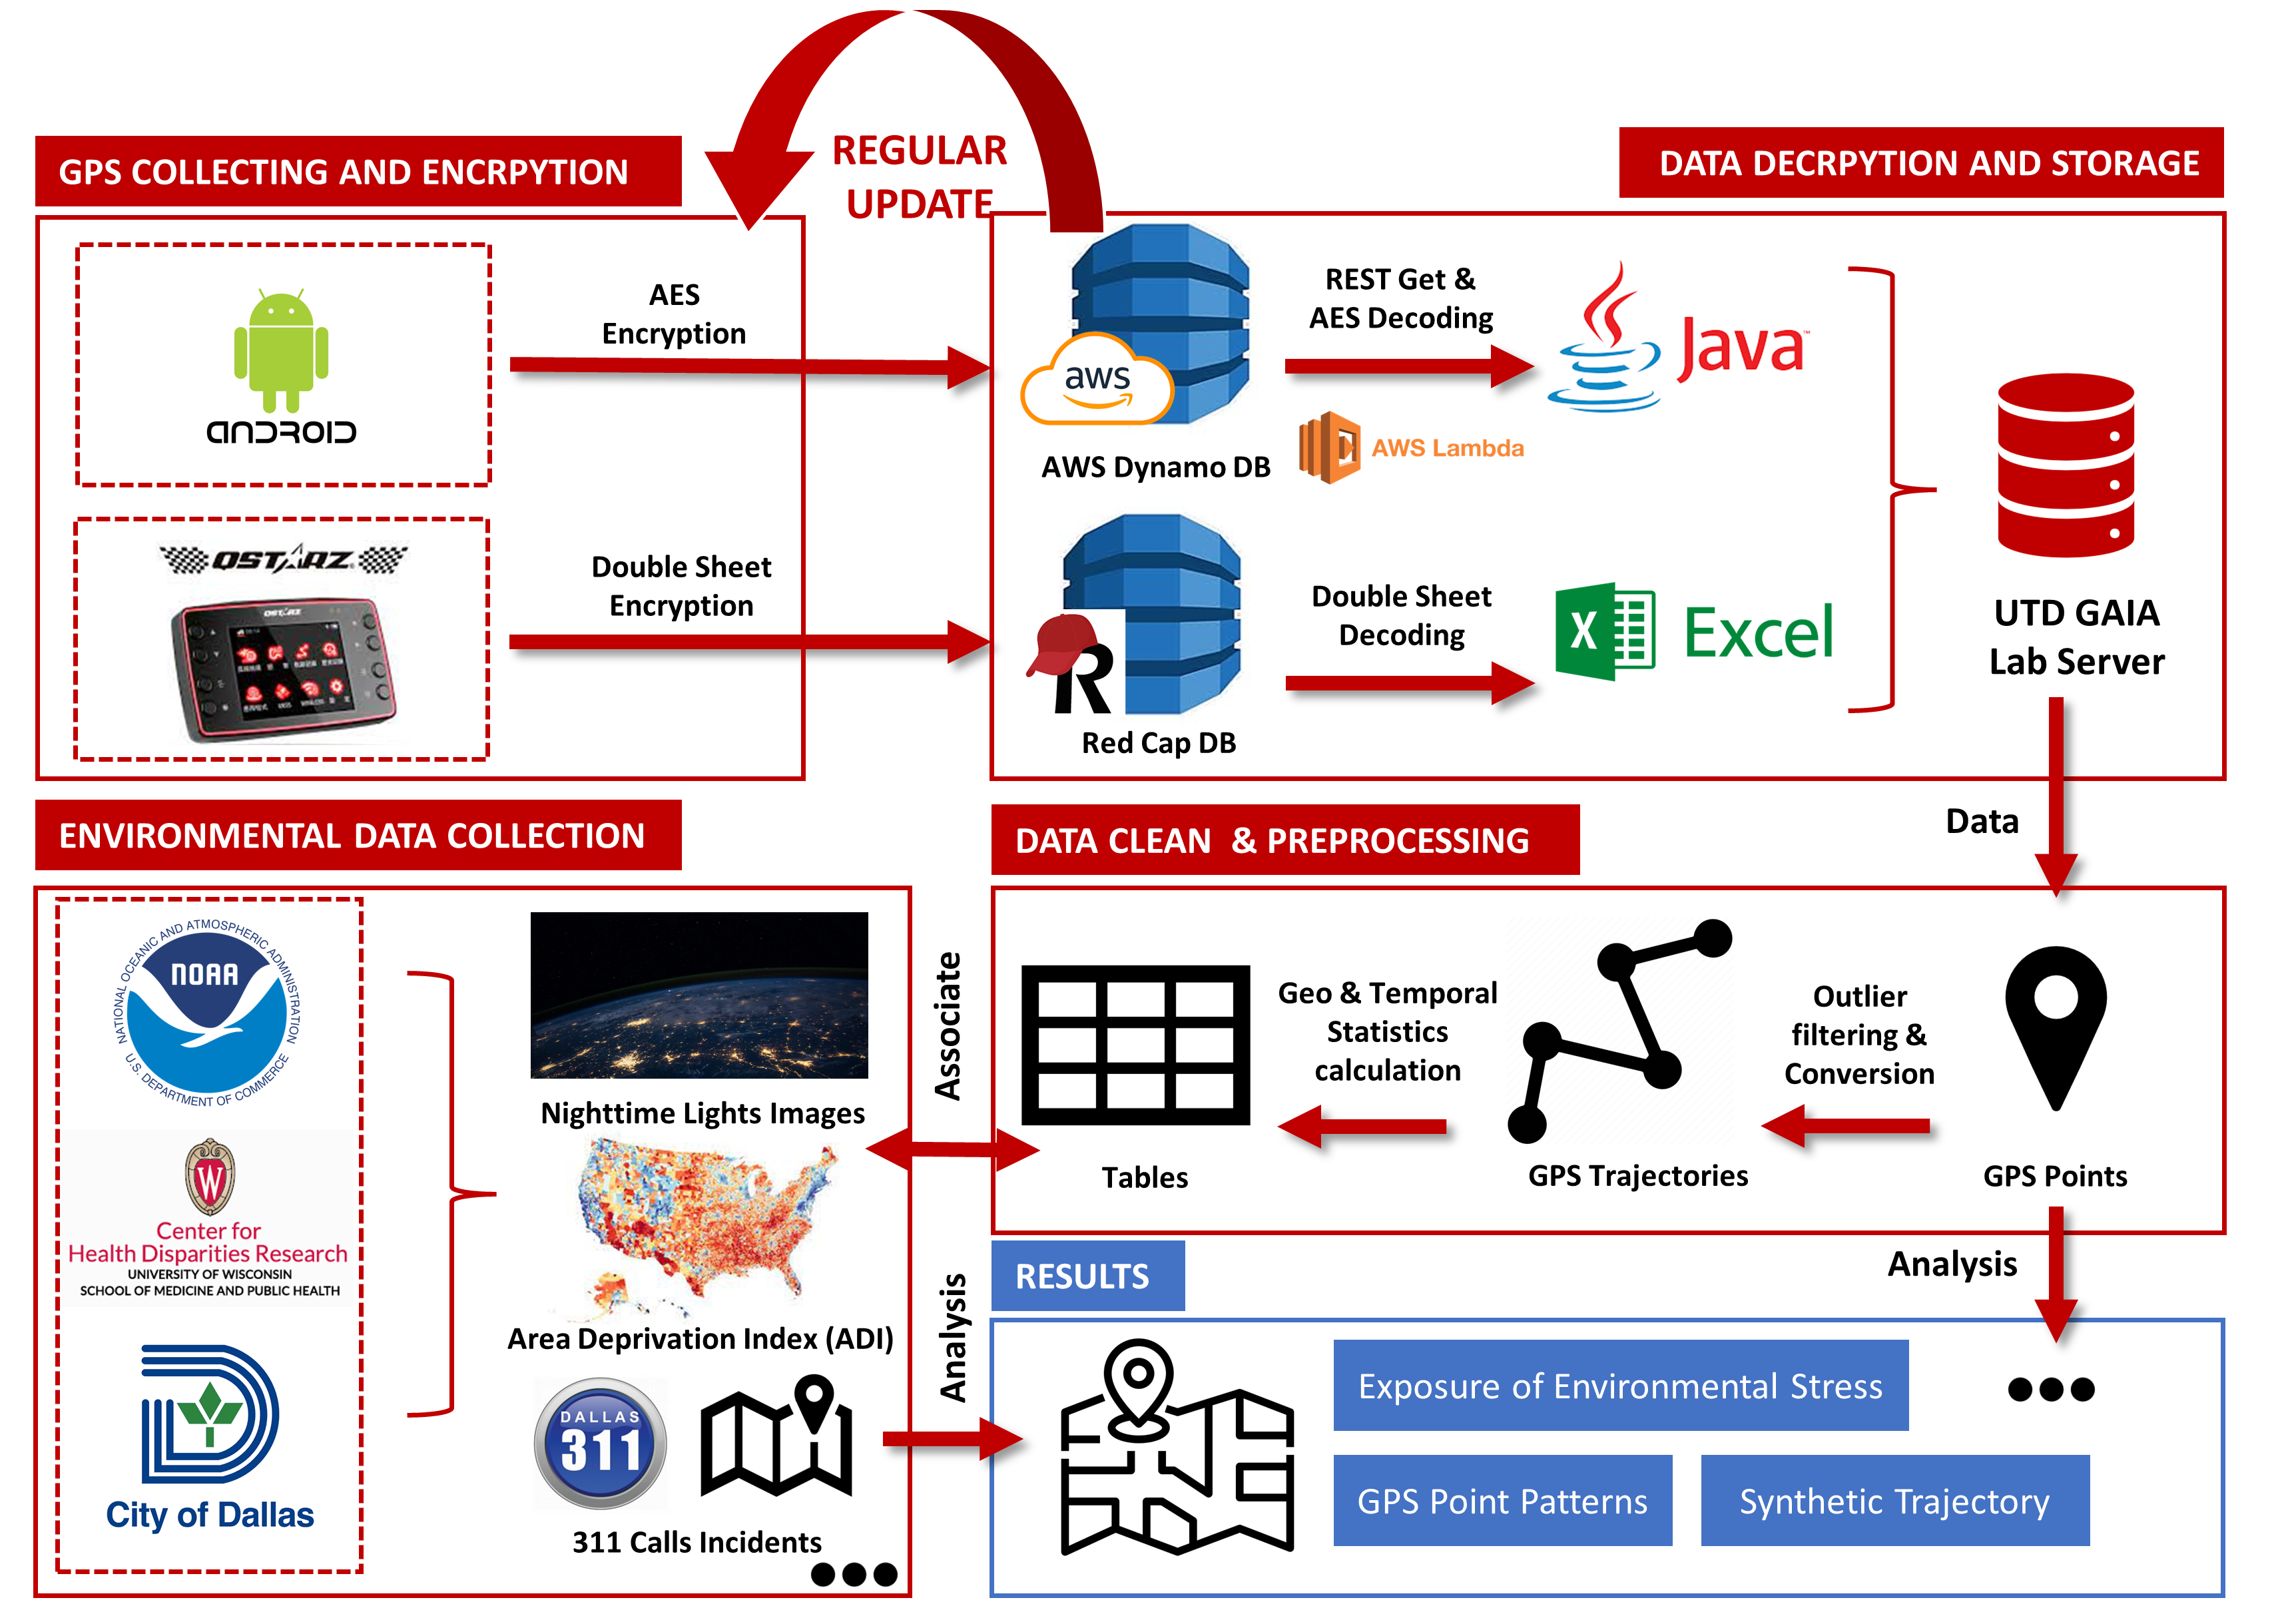 REGULAR
UPDATE
GPS COLLECTING AND ENCRPYTION
ANDROID
AES
Encryption
QSTARZ
QSTARZ
Double Sheet
Encryption
DATA DECRPYTION AND STORAGE
aws
AWS Dynamo DB
REST Get &
AES Decoding
AWS Lambda
Java™
R
Red Cap DB
Double Sheet
Decoding
X
Excel
UTD GAIA
Lab Server
Data
ENVIRONMENTAL DATA COLLECTION
NATIONAL OCEANIC AND ATMOSPHERIC ADMINISTRATION
NOAA
U.S. DEPARTMENT OF COMMERCE
W
Center for
Health Disparities Research
UNIVERSITY OF WISCONSIN
SCHOOL OF MEDICINE AND PUBLIC HEALTH
City of Dallas
Nighttime Lights Images
Area Deprivation Index (ADI)
DALLAS
311
311 Calls Incidents
Associate
Analysis
DATA CLEAN & PREPROCESSING
Tables
Geo & Temporal
Statistics
calculation
GPS Trajectories
Outlier
filtering &
Conversion
GPS Points
Analysis
RESULTS
Exposure of Environmental Stress
GPS Point Patterns
Synthetic Trajectory